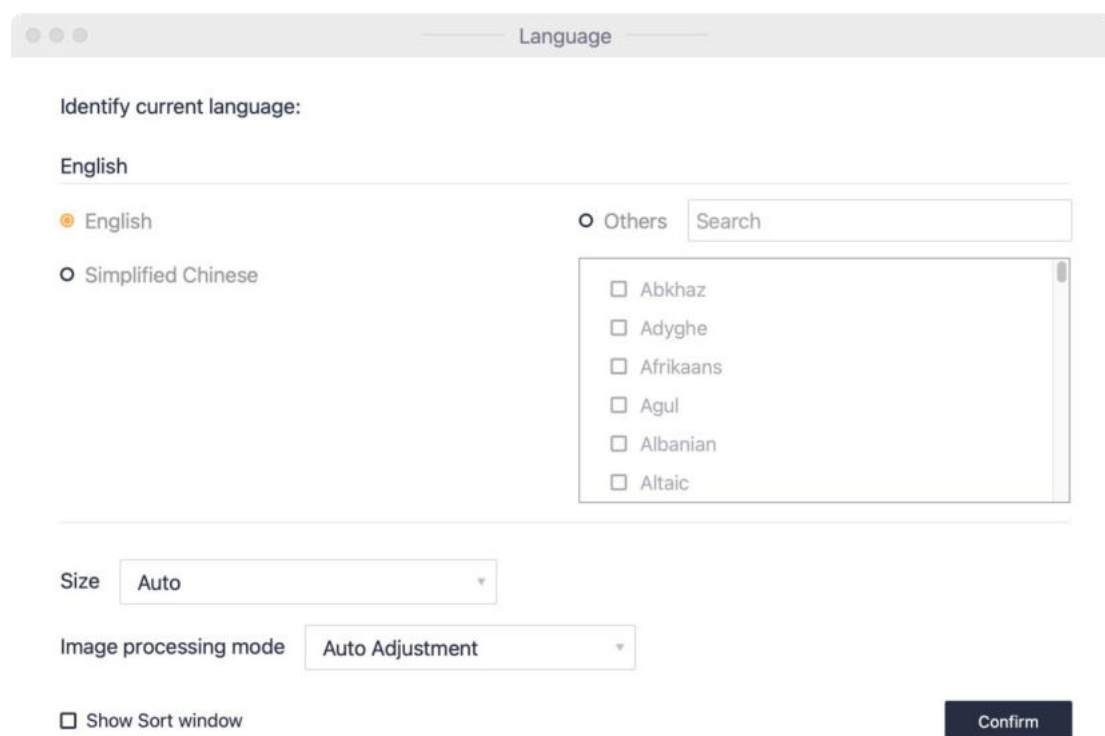 Language
Identify current language:
English
English
Others Search
Simplified Chinese
Abkhaz
Adyghe
Afrikaans
Agul
Albanian
Altaic
Size Auto
Image processing mode Auto Adjustment
Show Sort window
Confirm